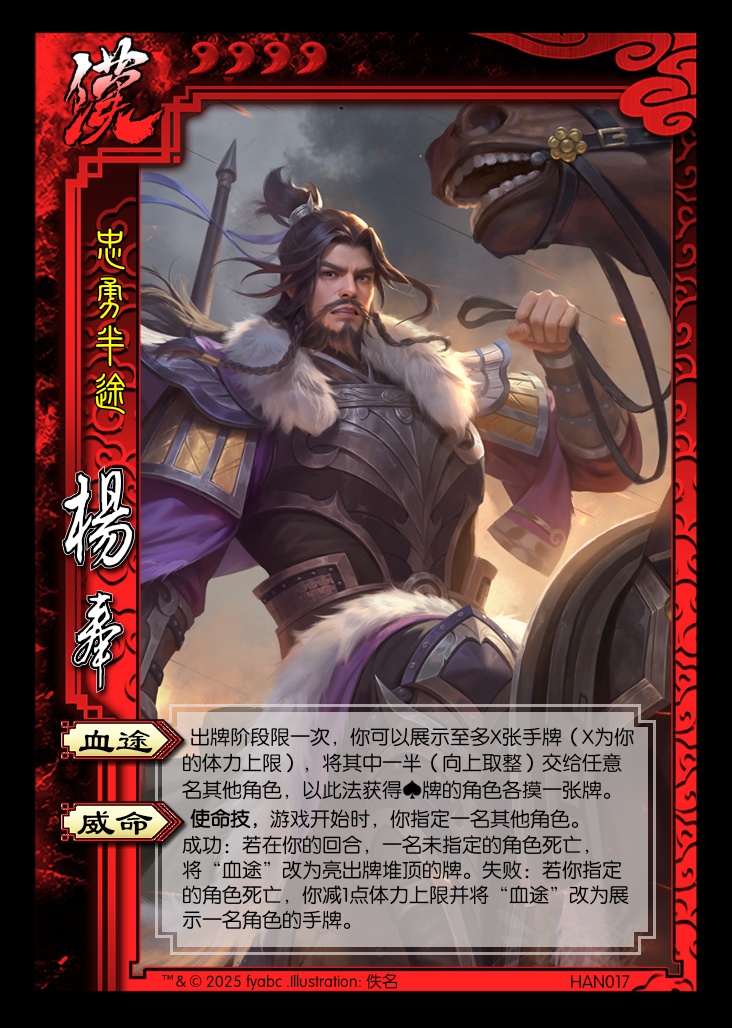 忠勇半途
楊奉
血途
出牌阶段限一次，你可以展示至多X张手牌（X为你
的体力上限），将其中一半（向上取整）交给任意
名其他角色，以此法获得♠牌的角色各摸一张牌。
威命
使命技，游戏开始时，你指定一名其他角色。
成功：若在你的回合，一名未指定的角色死亡，
将“血途”改为亮出牌堆顶的牌。失败：若你指定
的角色死亡，你减1点体力上限并将“血途”改为展
示一名角色的手牌。
™& © 2025 fyabc .Illustration: 佚名
HAN017